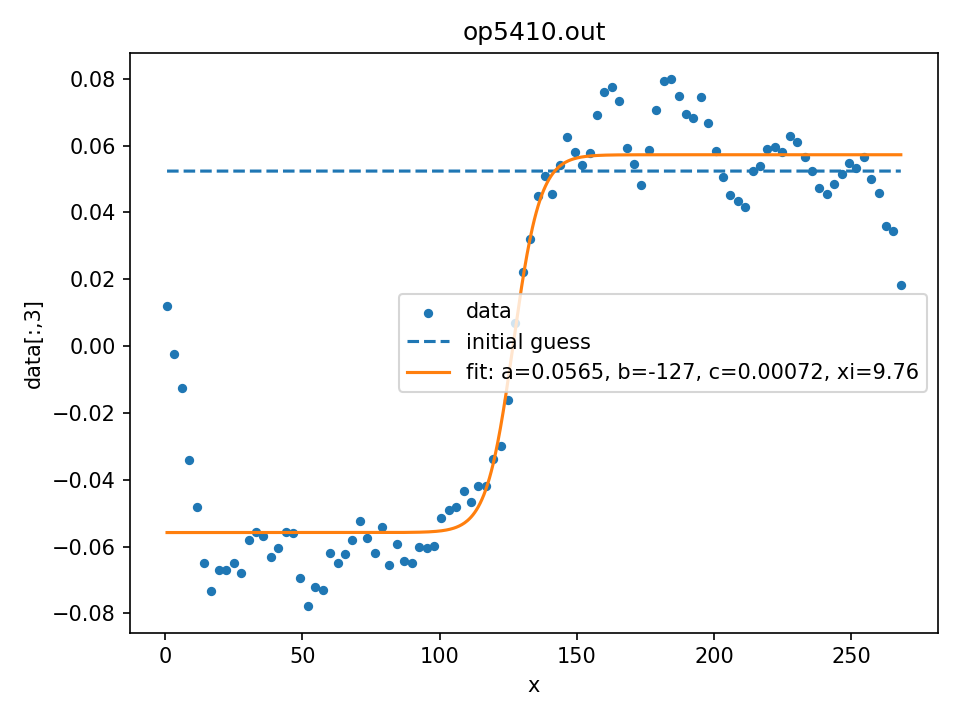 op5410.out
data[:,3]
0.08
0.06
0.04
0.02
0.00
−0.02
−0.04
−0.06
−0.08
data
initial guess
fit: a=0.0565, b=-127, c=0.00072, xi=9.76
0 50 100 150 200 250
x